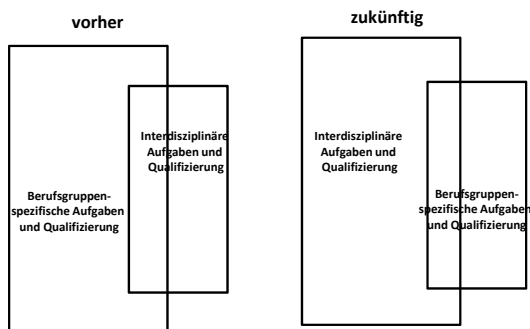 vorher
Interdisziplinäre
Aufgaben und
Qualifizierung
Berufsgruppen-
spezifische Aufgaben
und Qualifizierung
zukünftig
Interdisziplinäre
Aufgaben und
Qualifizierung
Berufsgruppen-
spezifische Aufgaben
und Qualifizierung